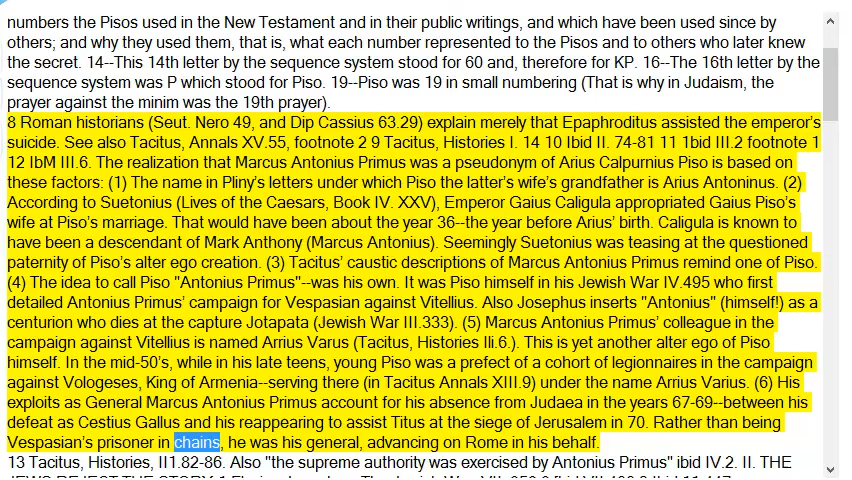 numbers the Pisos used in the New Testament and in their public writings, and which have been used since by
others; and why they used them, that is, what each number represented to the Pisos and to others who later knew
the secret. 14--This 14th letter by the sequence system stood for 60 and, therefore for KP. 16--The 16th letter by the
sequence system was P which stood for Piso. 19--Piso was 19 in small numbering (That is why in Judaism, the
prayer against the minim was the 19th prayer).
8 Roman historians (Seut. Nero 49, and Dip Cassius 63.29) explain merely that Epaphroditus assisted the emperor's
suicide. See also Tacitus, Annals XV.55, footnote 2 9 Tacitus, Histories I. 14 10 Ibid II. 74-81 11 1bid III.2 footnote 1
12 IbM III.6. The realization that Marcus Antonius Primus was a pseudonym of Arius Calpurnius Piso is based on
these factors: (1) The name in Pliny's letters under which Piso the latter's wife's grandfather is Arius Antoninus. (2)
According to Suetonius (Lives of the Caesars, Book IV. XXV), Emperor Gaius Caligula appropriated Gaius Piso's
wife at Piso's marriage. That would have been about the year 36--the year before Arius' birth. Caligula is known to
have been a descendant of Mark Anthony (Marcus Antonius). Seemingly Suetonius was teasing at the questioned
paternity of Piso's alter ego creation. (3) Tacitus' caustic descriptions of Marcus Antonius Primus remind one of Piso.
(4) The idea to call Piso "Antonius Primus"--was his own. It was Piso himself in his Jewish War IV.495 who first
detailed Antonius Primus' campaign for Vespasian against Vitellius. Also Josephus inserts "Antonius" (himself!) as a
centurion who dies at the capture Jotapata (Jewish War III.333). (5) Marcus Antonius Primus' colleague in the
campaign against Vitellius is named Arrius Varus (Tacitus, Histories Ili.6.). This is yet another alter ego of Piso
himself. In the mid-50's, while in his late teens, young Piso was a prefect of a cohort of legionnaires in the campaign
against Vologeses, King of Armenia--serving there (in Tacitus Annals XIII.9) under the name Arrius Varius. (6) His
exploits as General Marcus Antonius Primus account for his absence from Judaea in the years 67-69--between his
defeat as Cestius Gallus and his reappearing to assist Titus at the siege of Jerusalem in 70. Rather than being
Vespasian's prisoner in chains, he was his general, advancing on Rome in his behalf.
13 Tacitus, Histories, II1.82-86. Also "the supreme authority was exercised by Antonius Primus" ibid IV.2. II. THE